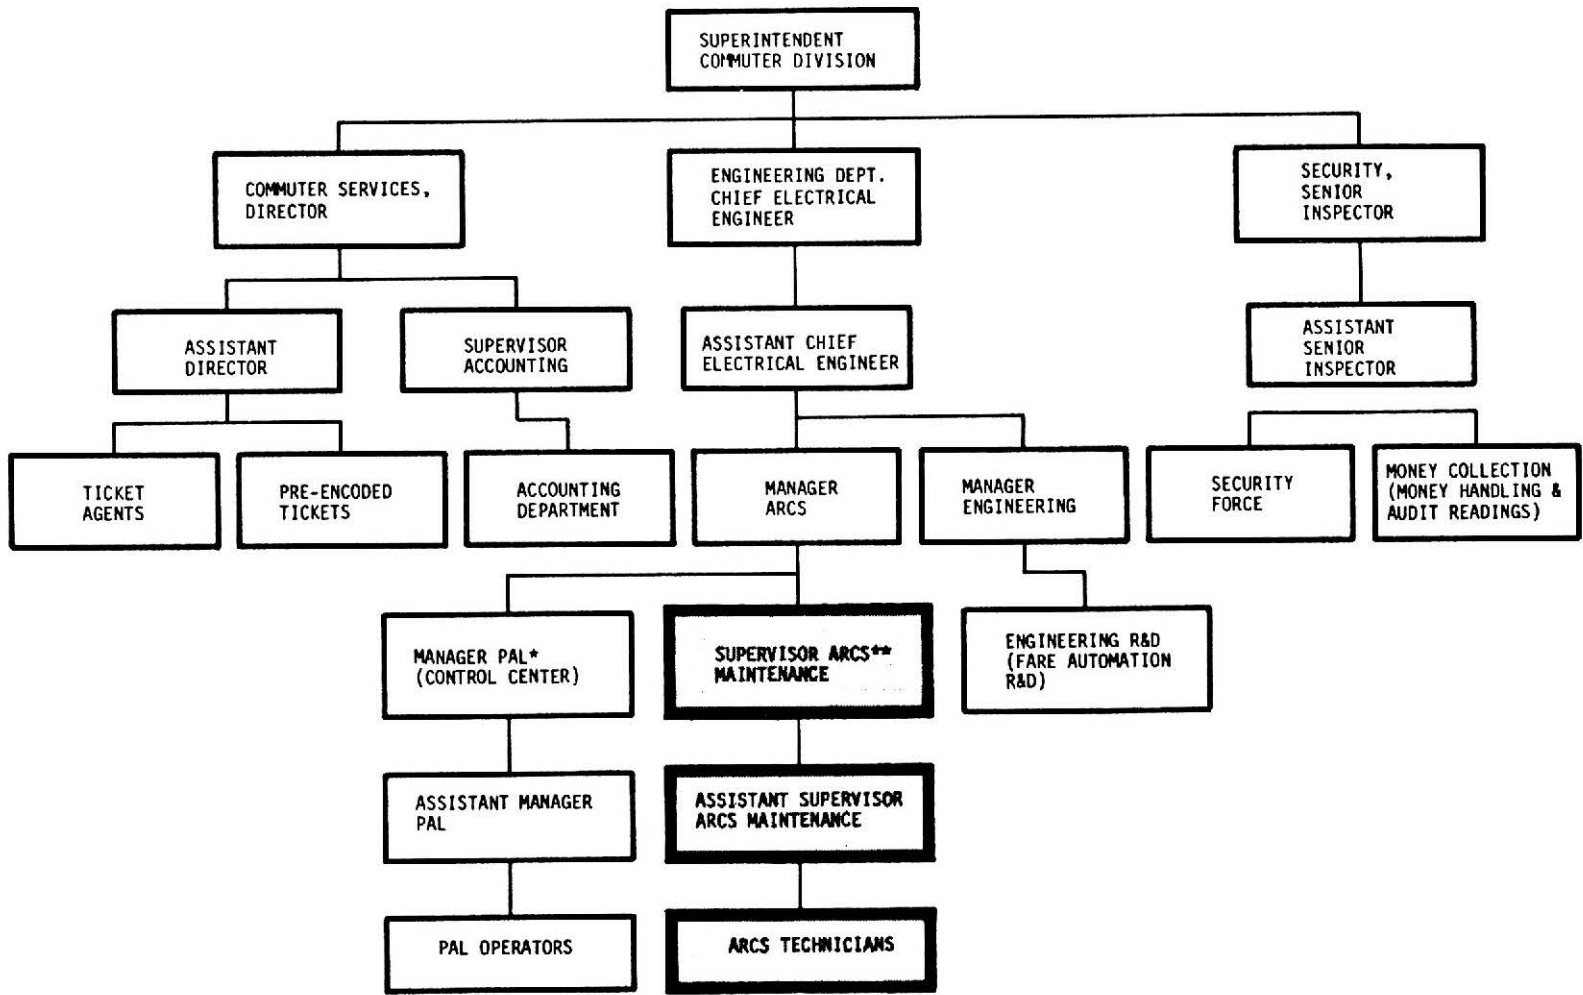 SUPERINTENDENT
COMMUTER DIVISION
COMMUTER SERVICES,
DIRECTOR
ENGINEERING DEPT.
CHIEF ELECTRICAL
ENGINEER
SECURITY,
SENIOR
INSPECTOR
ASSISTANT
DIRECTOR
SUPERVISOR
ACCOUNTING
ASSISTANT CHIEF
ELECTRICAL ENGINEER
ASSISTANT
SENIOR
INSPECTOR
TICKET
AGENTS
PRE-ENCODED
TICKETS
ACCOUNTING
DEPARTMENT
MANAGER
ARCS
MANAGER
ENGINEERING
SECURITY
FORCE
MONEY COLLECTION
(MONEY HANDLING &
AUDIT READINGS)
MANAGER PAL*
(CONTROL CENTER)
SUPERVISOR ARCS**
MAINTENANCE
ENGINEERING R&D
(FARE AUTOMATION
R&D)
ASSISTANT MANAGER
PAL
ASSISTANT SUPERVISOR
ARCS MAINTENANCE
PAL OPERATORS
ARCS TECHNICIANS